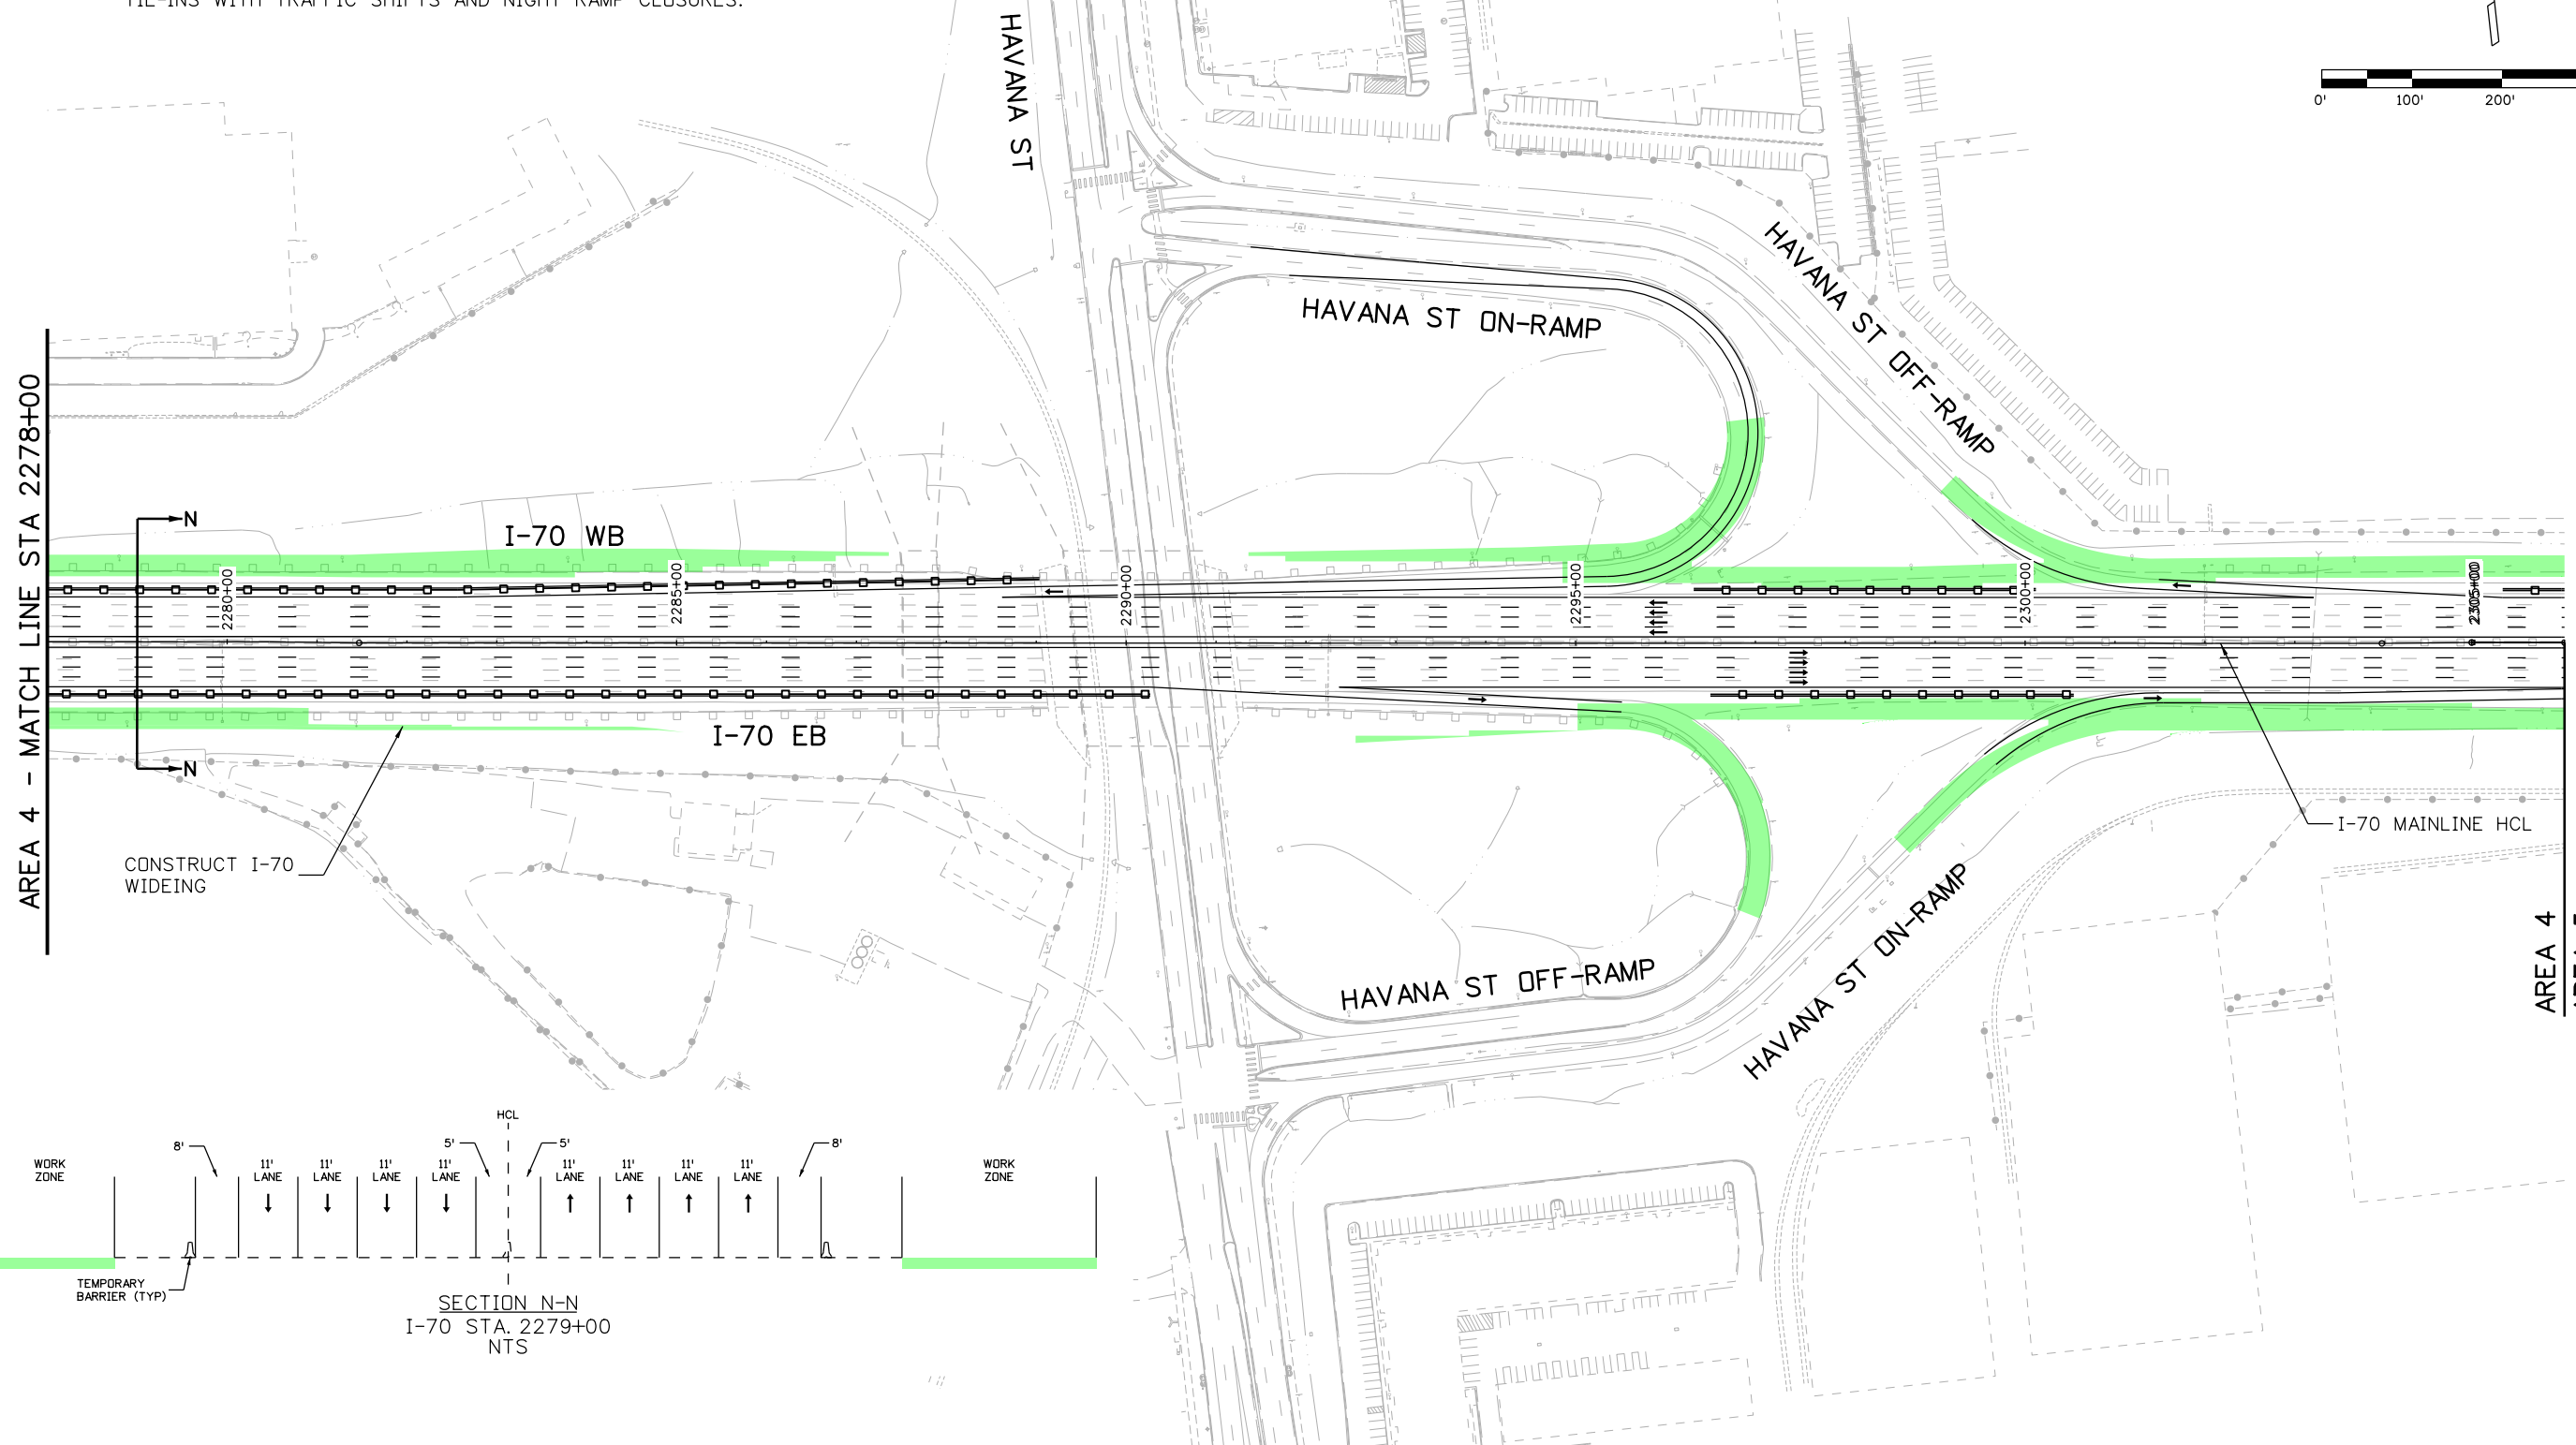 TIE-INS WITH TRAFFIC SHIFTS AND NIGHT RAMP CLOSURES.
HAVANA ST
HAVANA ST
0' 100' 200'
HAVANA ST ON-RAMP
HAVANA ST OFF-RAMP
AREA 4 - MATCH LINE STA 2278+00
N
I-70 WB
2280+00
2285+00
2290+00
2295+00
2300+00
N
I-70 EB
CONSTRUCT I-70
WIDEING
I-70 MAINLINE HCL
HAVANA ST OFF-RAMP
HAVANA ST ON-RAMP
AREA 4
HCL
8'
5'
5'
8'
WORK
ZONE
11'
LANE
11'
LANE
11'
LANE
11'
LANE
11'
LANE
11'
LANE
11'
LANE
11'
LANE
WORK
ZONE
TEMPORARY
BARRIER (TYP)
SECTION N-N
I-70 STA. 2279+00
NTS